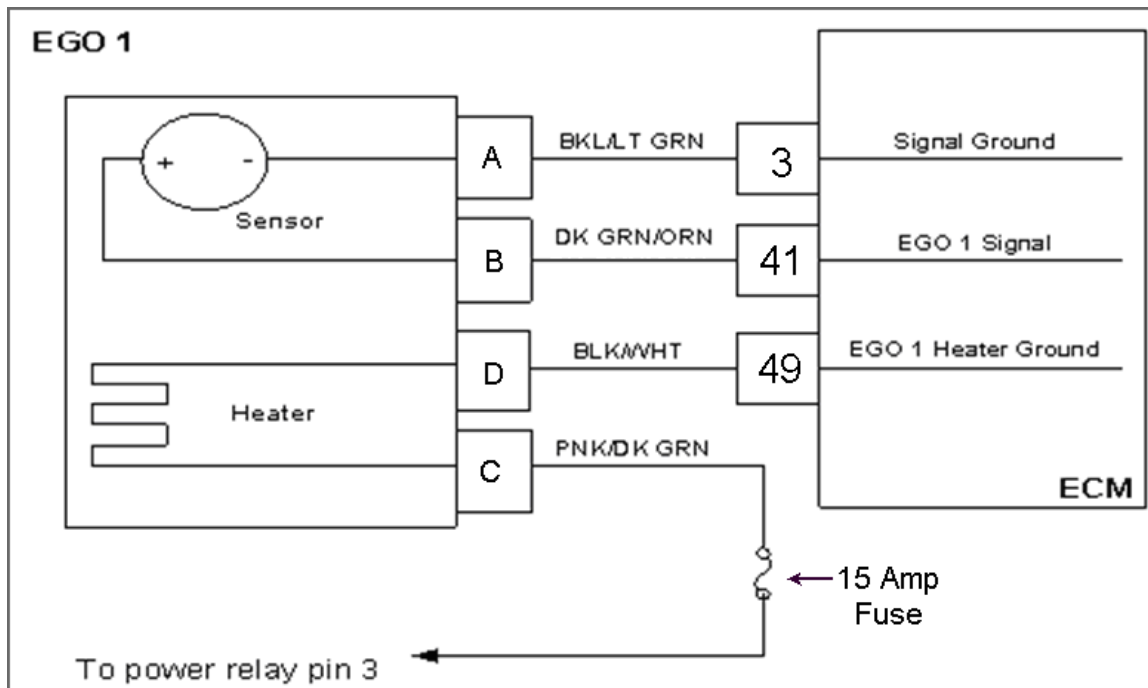 EGO 1
A
BKL/LT GRN
3
Signal Ground
+ -
Sensor
B
DK GRN/ORN
41
EGO 1 Signal
D
BLK/WHT
49
EGO 1 Heater Ground
Heater
C
PNK/DK GRN
ECM
15 Amp
Fuse
To power relay pin 3